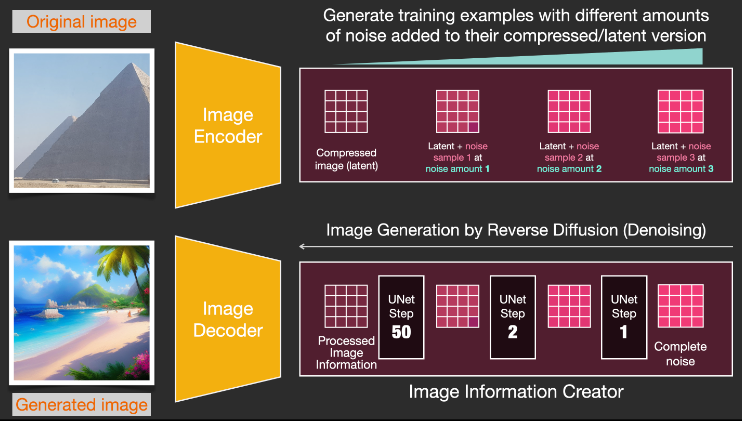 Original image
Generate training examples with different amounts
of noise added to their compressed/latent version
Image
Encoder
Compressed
image (latent)
Latent + noise
sample 1 at
noise amount 1
Latent + noise
sample 2 at
noise amount 2
Latent + noise
sample 3 at
noise amount 3
Image Generation by Reverse Diffusion (Denoising)
Image
Decoder
Processed
Image
Information
UNet
Step
50
UNet
Step
2
UNet
Step
1
Complete
noise
Generated image
Image Information Creator